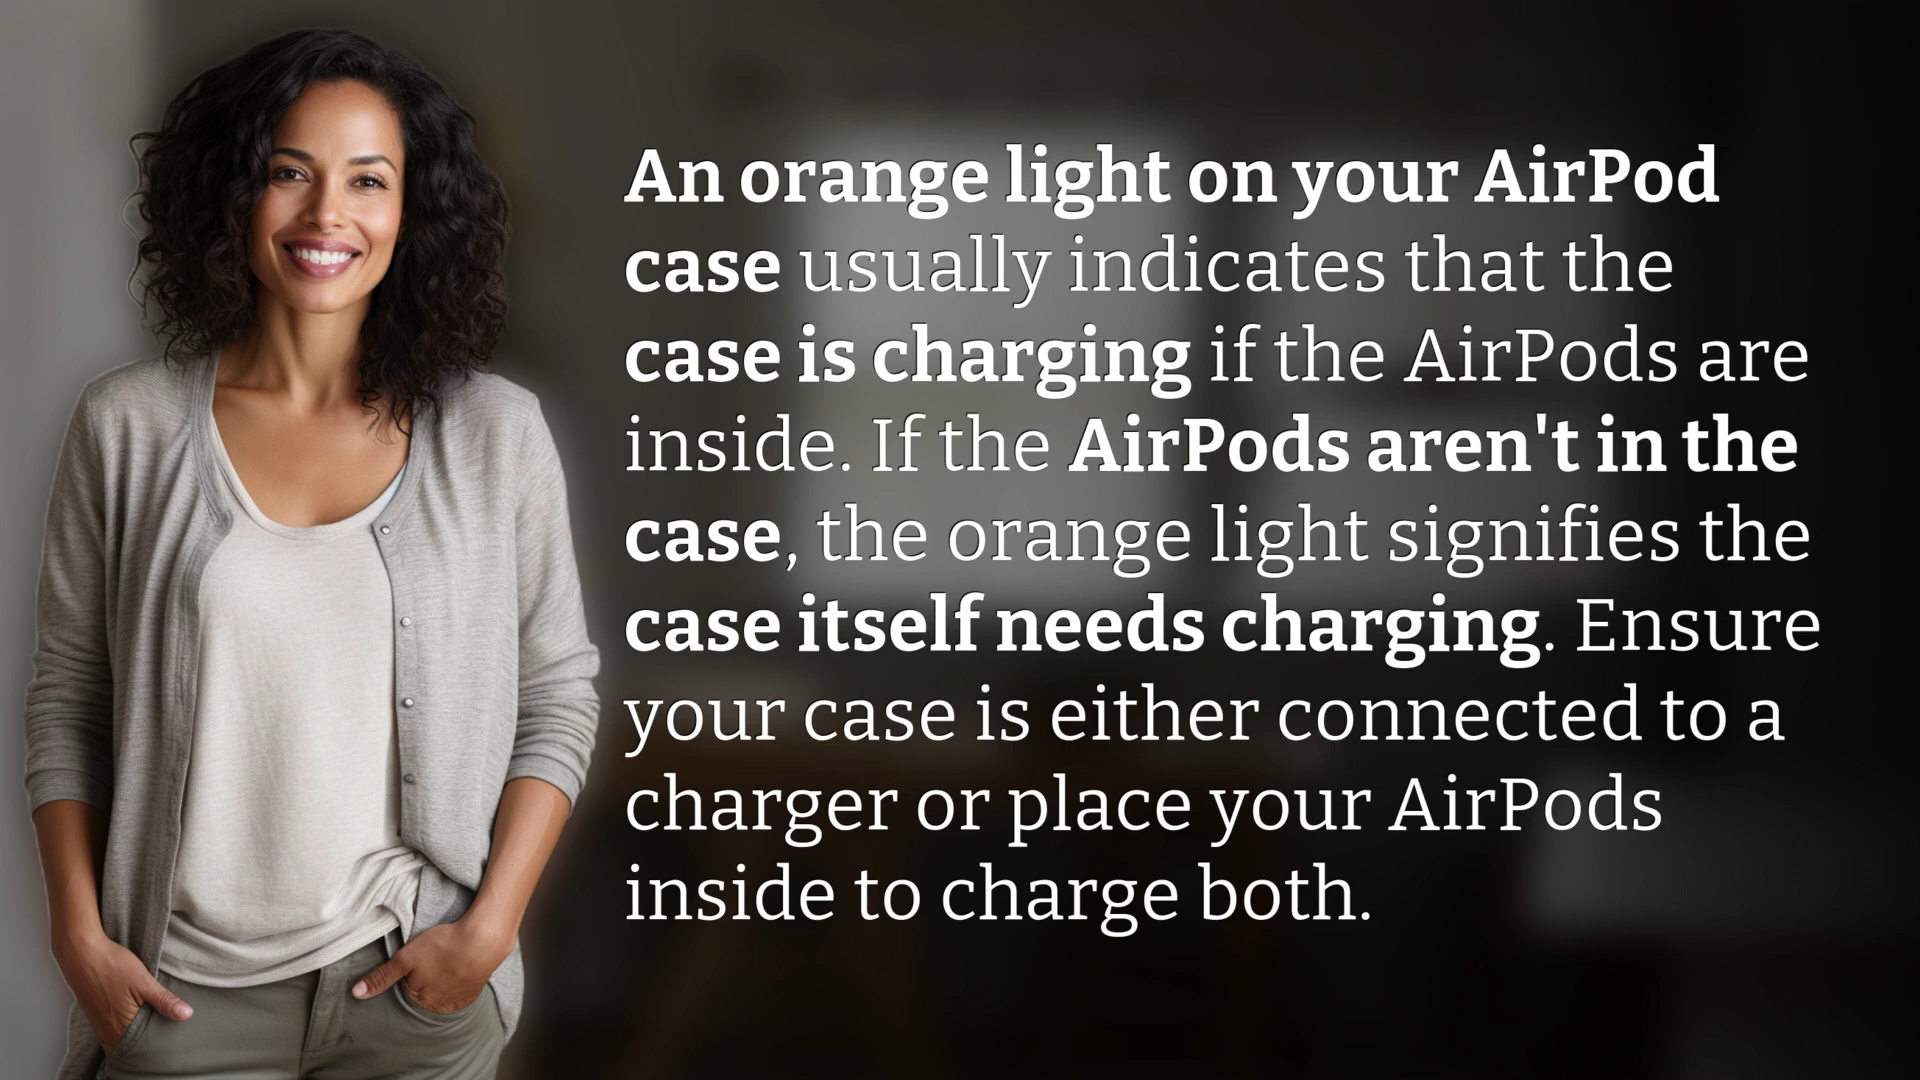 An orange light on your AirPod
case usually indicates that the
case is charging if the AirPods are
inside. If the AirPods aren't in the
case, the orange light signifies the
case itself needs charging. Ensure
your case is either connected to a
charger or place your AirPods
inside to charge both.